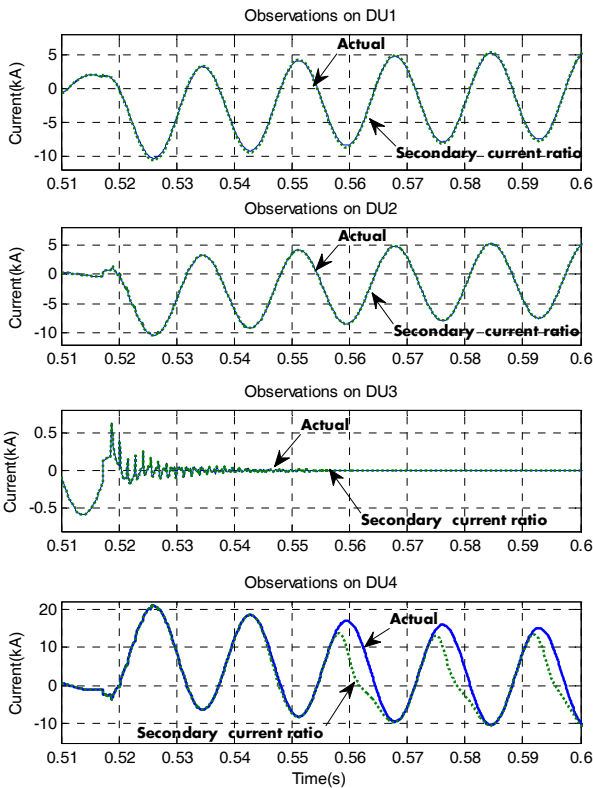 Observations on DU1
Current(kA)
5
0
-5
-10
Actual
Secondary current ratio
0.51 0.52 0.53 0.54 0.55 0.56 0.57 0.58 0.59 0.6
Observations on DU2
Current(kA)
5
0
-5
-10
Actual
Secondary current ratio
0.51 0.52 0.53 0.54 0.55 0.56 0.57 0.58 0.59 0.6
Observations on DU3
Current(kA)
0.5
0
-0.5
Actual
Secondary current ratio
0.51 0.52 0.53 0.54 0.55 0.56 0.57 0.58 0.59 0.6
Observations on DU4
Current(kA)
20
10
0
-10
Actual
Secondary current ratio
0.51 0.52 0.53 0.54 0.55 0.56 0.57 0.58 0.59 0.6
Time(s)